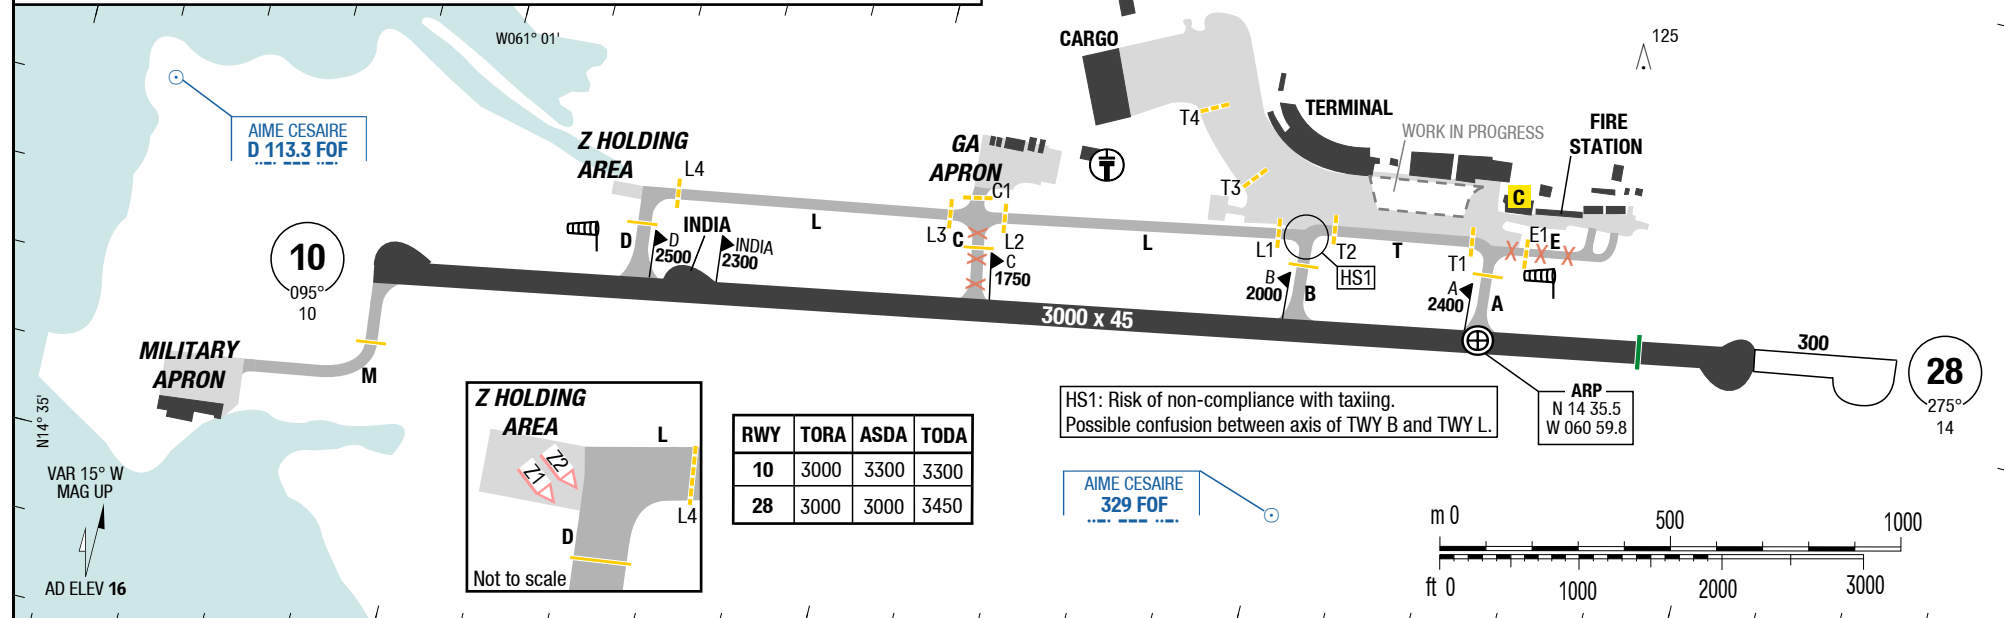 W061° 01'
125
CARGO
AIME CESAIRE
D 113.3 FOF
Z HOLDING
AREA
L4
GA
APRON
C1
T4
T3
TERMINAL
WORK IN PROGRESS
FIRE
STATION
C
10
095°
10
D
D
2500
INDIA
INDIA
2300
L
L3
C
L2
C
1750
L
L1
T2
HS1
B
2000
B
T
T1
E1
E
A
2400
A
3000 x 45
300
28
275°
14
MILITARY
APRON
M
ARP
N 14 35.5
W 060 59.8
HS1: Risk of non-compliance with taxiing.
Possible confusion between axis of TWY B and TWY L.
Z HOLDING
AREA
L
Z1
Z2
L4
D
Not to scale
RWY TORA ASDA TODA
10 3000 3300 3300
28 3000 3000 3450
AIME CESAIRE
329 FOF
N14° 35'
VAR 15° W
MAG UP
AD ELEV 16
m 0 500 1000
ft 0 1000 2000 3000